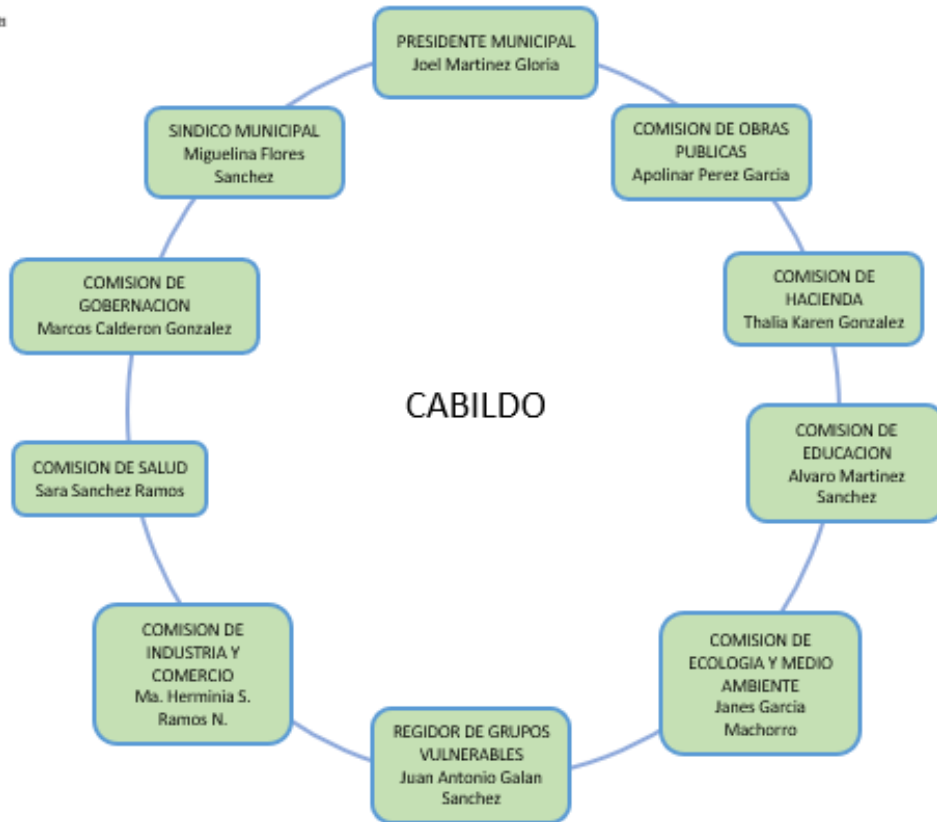 PRESIDENTE MUNICIPAL
Joel Martinez Gloria
COMISION DE OBRAS
PUBLICAS
Apolinar Perez Garcia
COMISION DE
HACIENDA
Thalia Karen Gonzalez
COMISION DE
EDUCACION
Alvaro Martinez
Sanchez
COMISION DE
ECOLOGIA Y MEDIO
AMBIENTE
Janes Garcia
Machorro
REGIDOR DE GRUPOS
VULNERABLES
Juan Antonio Galan
Sanchez
COMISION DE
INDUSTRIA Y
COMERCIO
Ma. Herminia S.
Ramos N.
COMISION DE SALUD
Sara Sanchez Ramos
COMISION DE
GOBERNACION
Marcos Calderon Gonzalez
SINDICO MUNICIPAL
Miguelina Flores
Sanchez
CABILDO